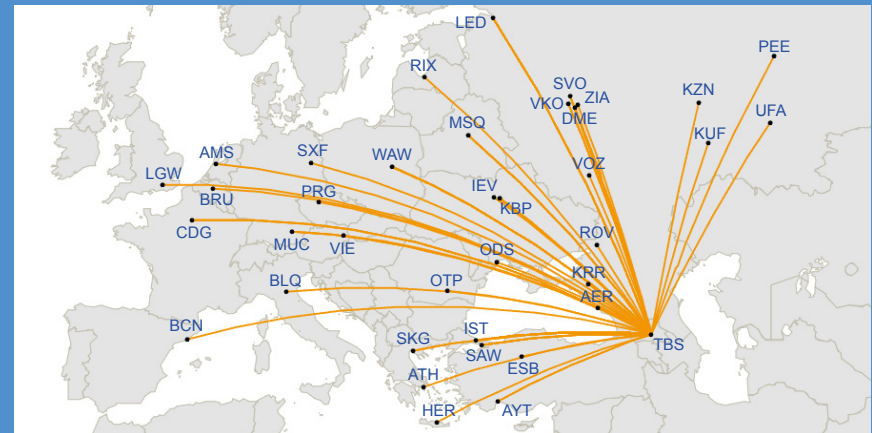 LED
PEE
RIX
SVO
KZN
VKO
ZIA
UFA
DME
MSQ
KUF
AMS
SXF
WAW
VOZ
LGW
IEV
BRU
PRG
KBP
CDG
ROV
MUC
VIE
ODS
KRR
BLQ
OTP
AER
BCN
IST
SKG
TBS
SAW
ESB
ATH
HER
AYT